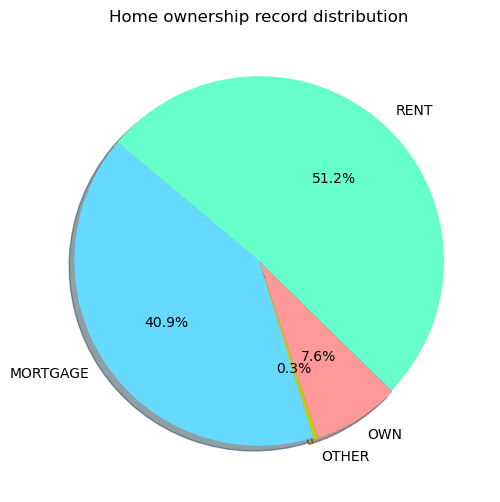 Home ownership record distribution
RENT
51.2%
40.9%
7.6%
0.3%
MORTGAGE
OWN
OTHER